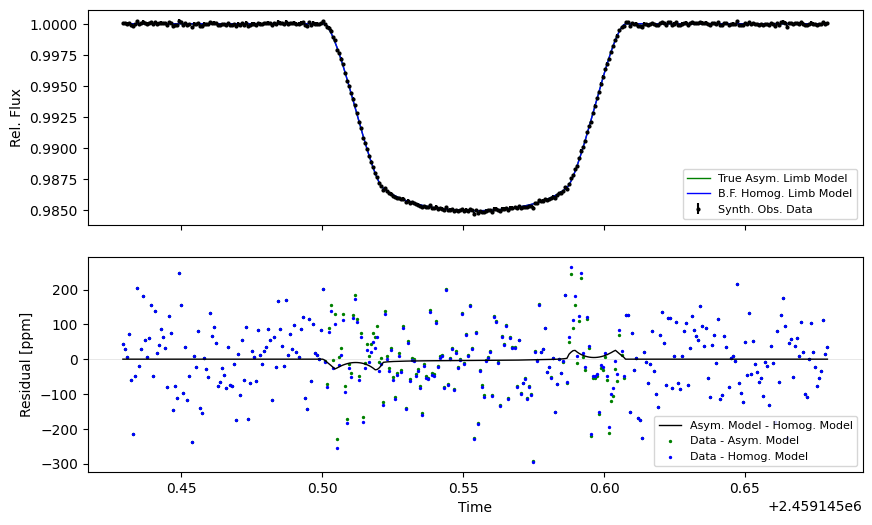 1.0000
0.9975
0.9950
0.9925
0.9900
0.9875
0.9850
Rel. Flux
True Asym. Limb Model
B.F. Homog. Limb Model
Synth. Obs. Data
200
100
0
−100
−200
−300
Residual [ppm]
Asym. Model - Homog. Model
Data - Asym. Model
Data - Homog. Model
0.45
0.50
0.55
0.60
0.65
Time
+2.459145e6